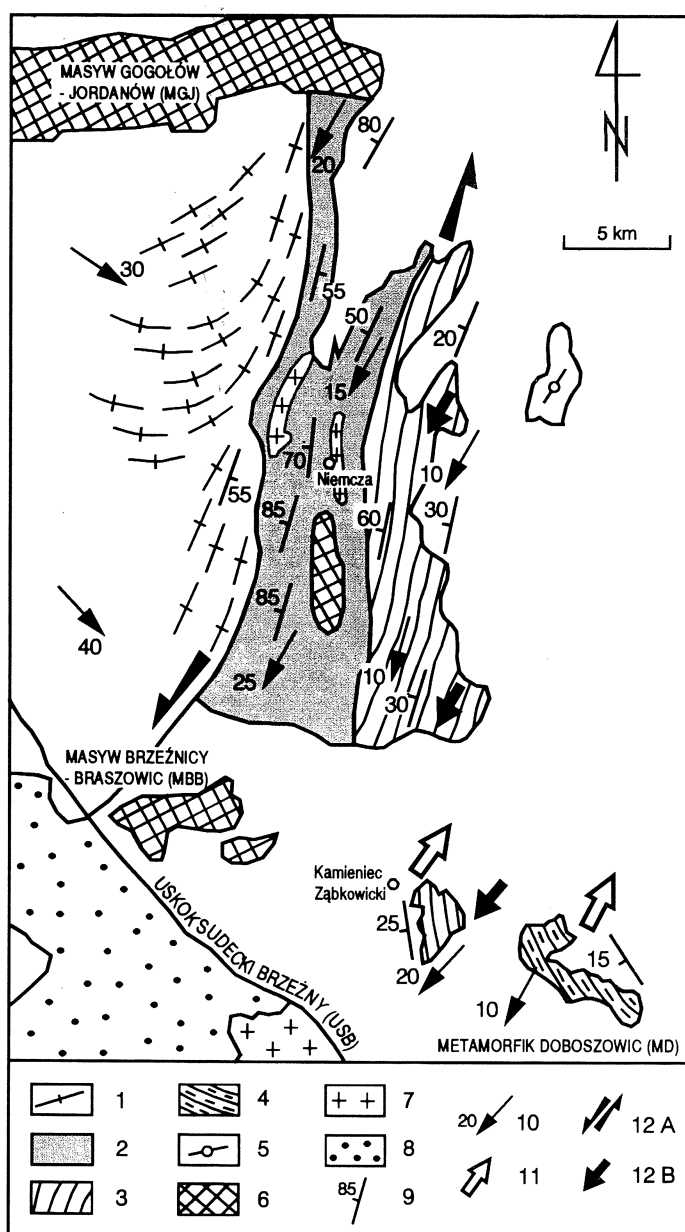 MASYW GOGOŁÓW
- JORDANÓW (MGJ)
80
20
N
5 km
30
55
50
20
15
70
Niemcza
10
55
85
60
30
85
40
10
25
30
MASYW BRZEŹNICY
- BRASZOWIC (MBB)
Kamieniec
Ząbkowicki
USKOK SUDECKI BRZEŻNY (USB)
25
20
15
10
METAMORFIK DOBOSZOWIC (MD)
1
4
7
20
10
12 A
2
5
8
11
12 B
3
6
85
9